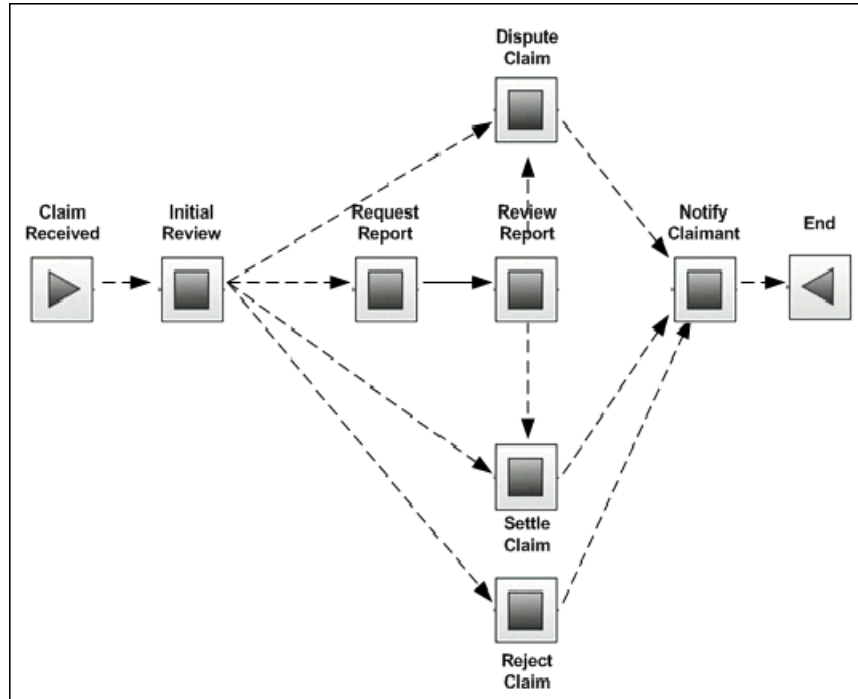 Dispute
Claim
Claim
Received
Initial
Review
Request
Report
Review
Report
Notify
Claimant
End
Settle
Claim
Reject
Claim